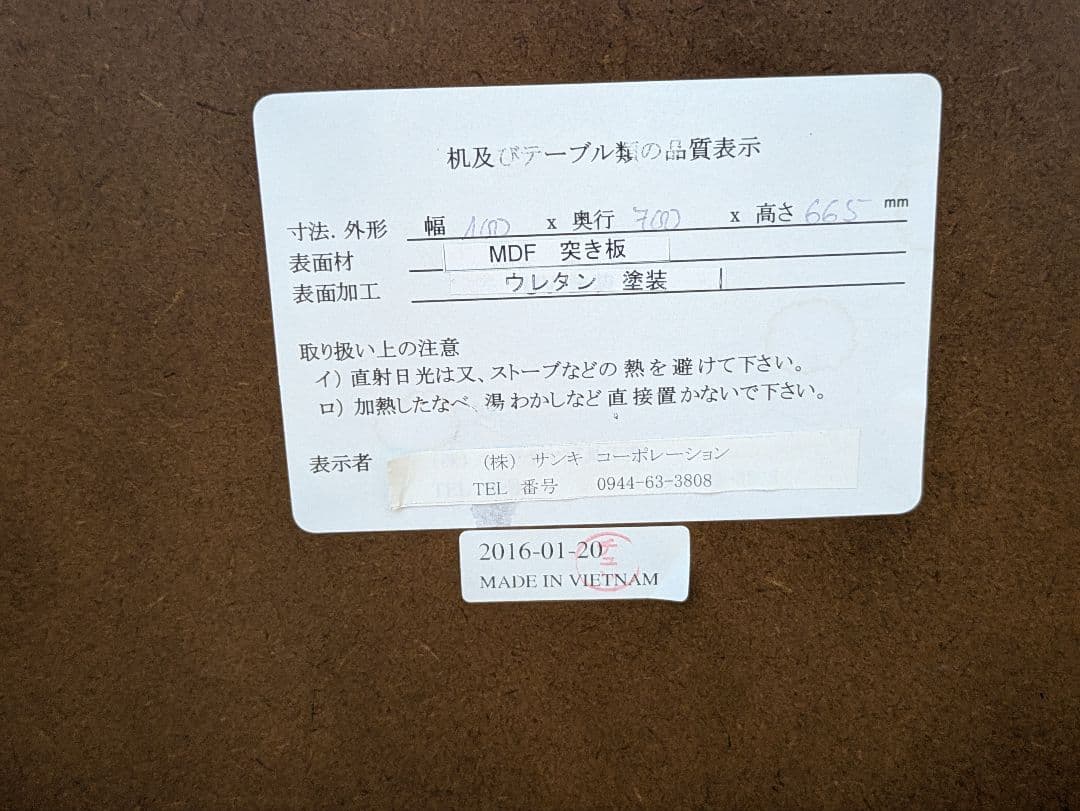 机及びテーブル類の品質表示
寸法. 外形 幅 x 奥行 x 高さ 665 mm
表面材 MDF 突き板
表面加工 ウレタン 塗装
取り扱い上の注意
イ) 直射日光は又、ストーブなどの熱を避けて下さい。
ロ) 加熱したなべ、湯わかしなど直接置かないで下さい。
表示者 (株) サンキ コーポレーション
TEL 番号 0944-63-3808
2016-01-20
MADE IN VIETNAM